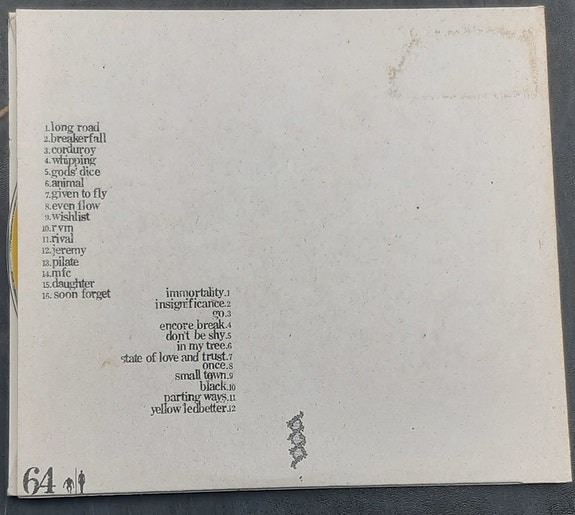 1.long road
2.breakerfall
3.corduroy
4.whipping
5.gods' dice
6.animal
7.given to fly
8.even flow
9.wishlist
10.rvm
11.rival
12.jeremy
13.pilate
14.mfc
15.daughter
16. soon forget
immortality.1
insignificance.2
go.3
encore break.4
don't be shy.5
in my tree.6
state of love and trust.7
once.8
small town.9
black.10
parting ways.11
yellow ledbetter.12
64